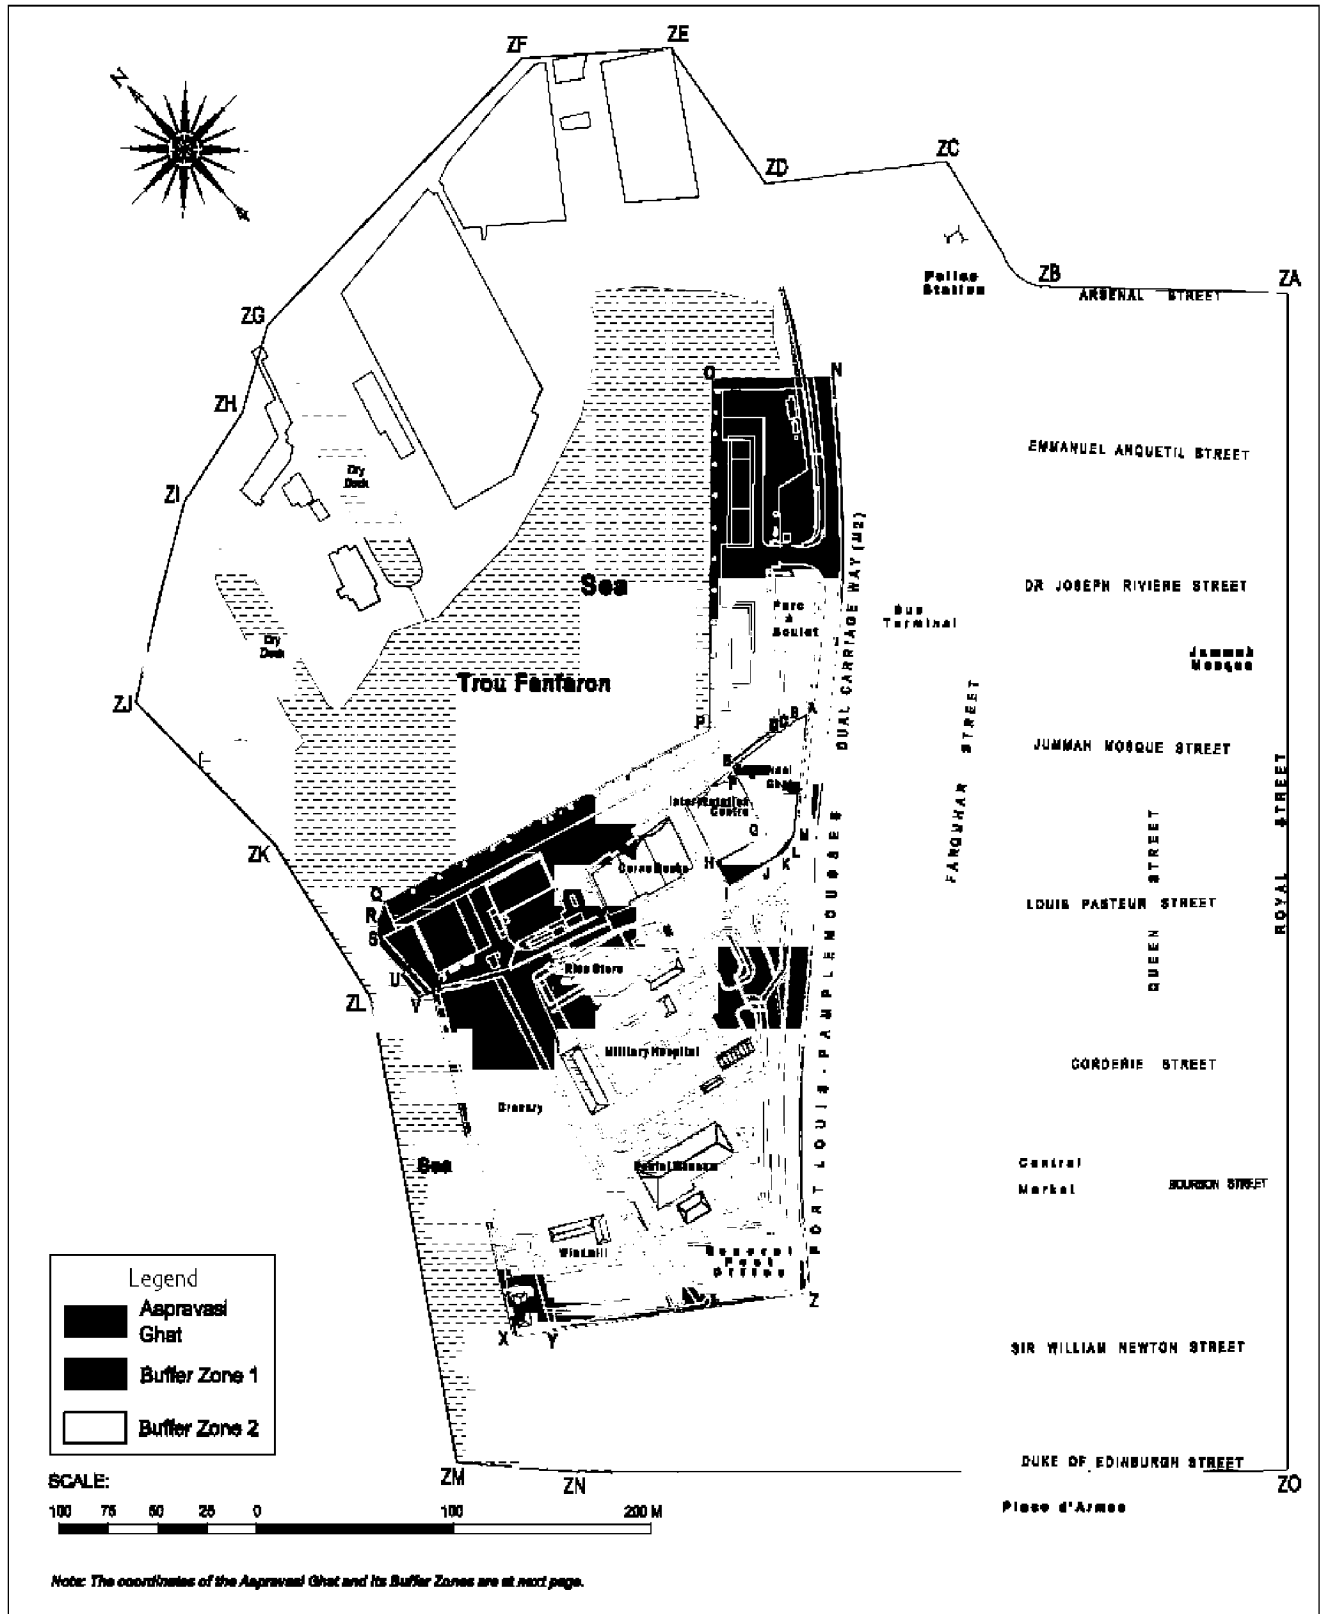 ZF
ZE
N
ZC
ZD
Police
Station
ZB
ZA
ARSENAL STREET
ZG
O
N
ZH
EMMANUEL ANQUETIL STREET
Dry
Dock
ZI
DUAL CARRIAGE WAY (M2)
Sea
DR JOSEPH RIVIERE STREET
Parc
à
Boulet
Bus
Terminal
Dry
Dock
Jummah
Mosque
Trou Fanfaron
ZJ
P
D C B A
FARQUHAR STREET
JUMMAH MOSQUE STREET
ROYAL STREET
E
F
Ghat
Interpretation
Centre
G
M
L
K
J
H
ZK
QUEEN STREET
Q
R
S
LOUIS PASTEUR STREET
PORT LOUIS - PAMPLEMOUSSES
Rice Store
U
V
ZL
Military Hospital
CORDERIE STREET
Granary
Sea
Postal Museum
Central
Market
BOURBON STREET
Windmill
General
Post
Office
Z
X
Y
SIR WILLIAM NEWTON STREET
Legend
Aapravasi
Ghat
Buffer Zone 1
Buffer Zone 2
ZM
ZN
DUKE OF EDINBURGH STREET
ZO
Place d'Armes
SCALE:
100 75 50 25 0 100 200 M
Note: The coordinates of the Aapravasi Ghat and its Buffer Zones are at next page.